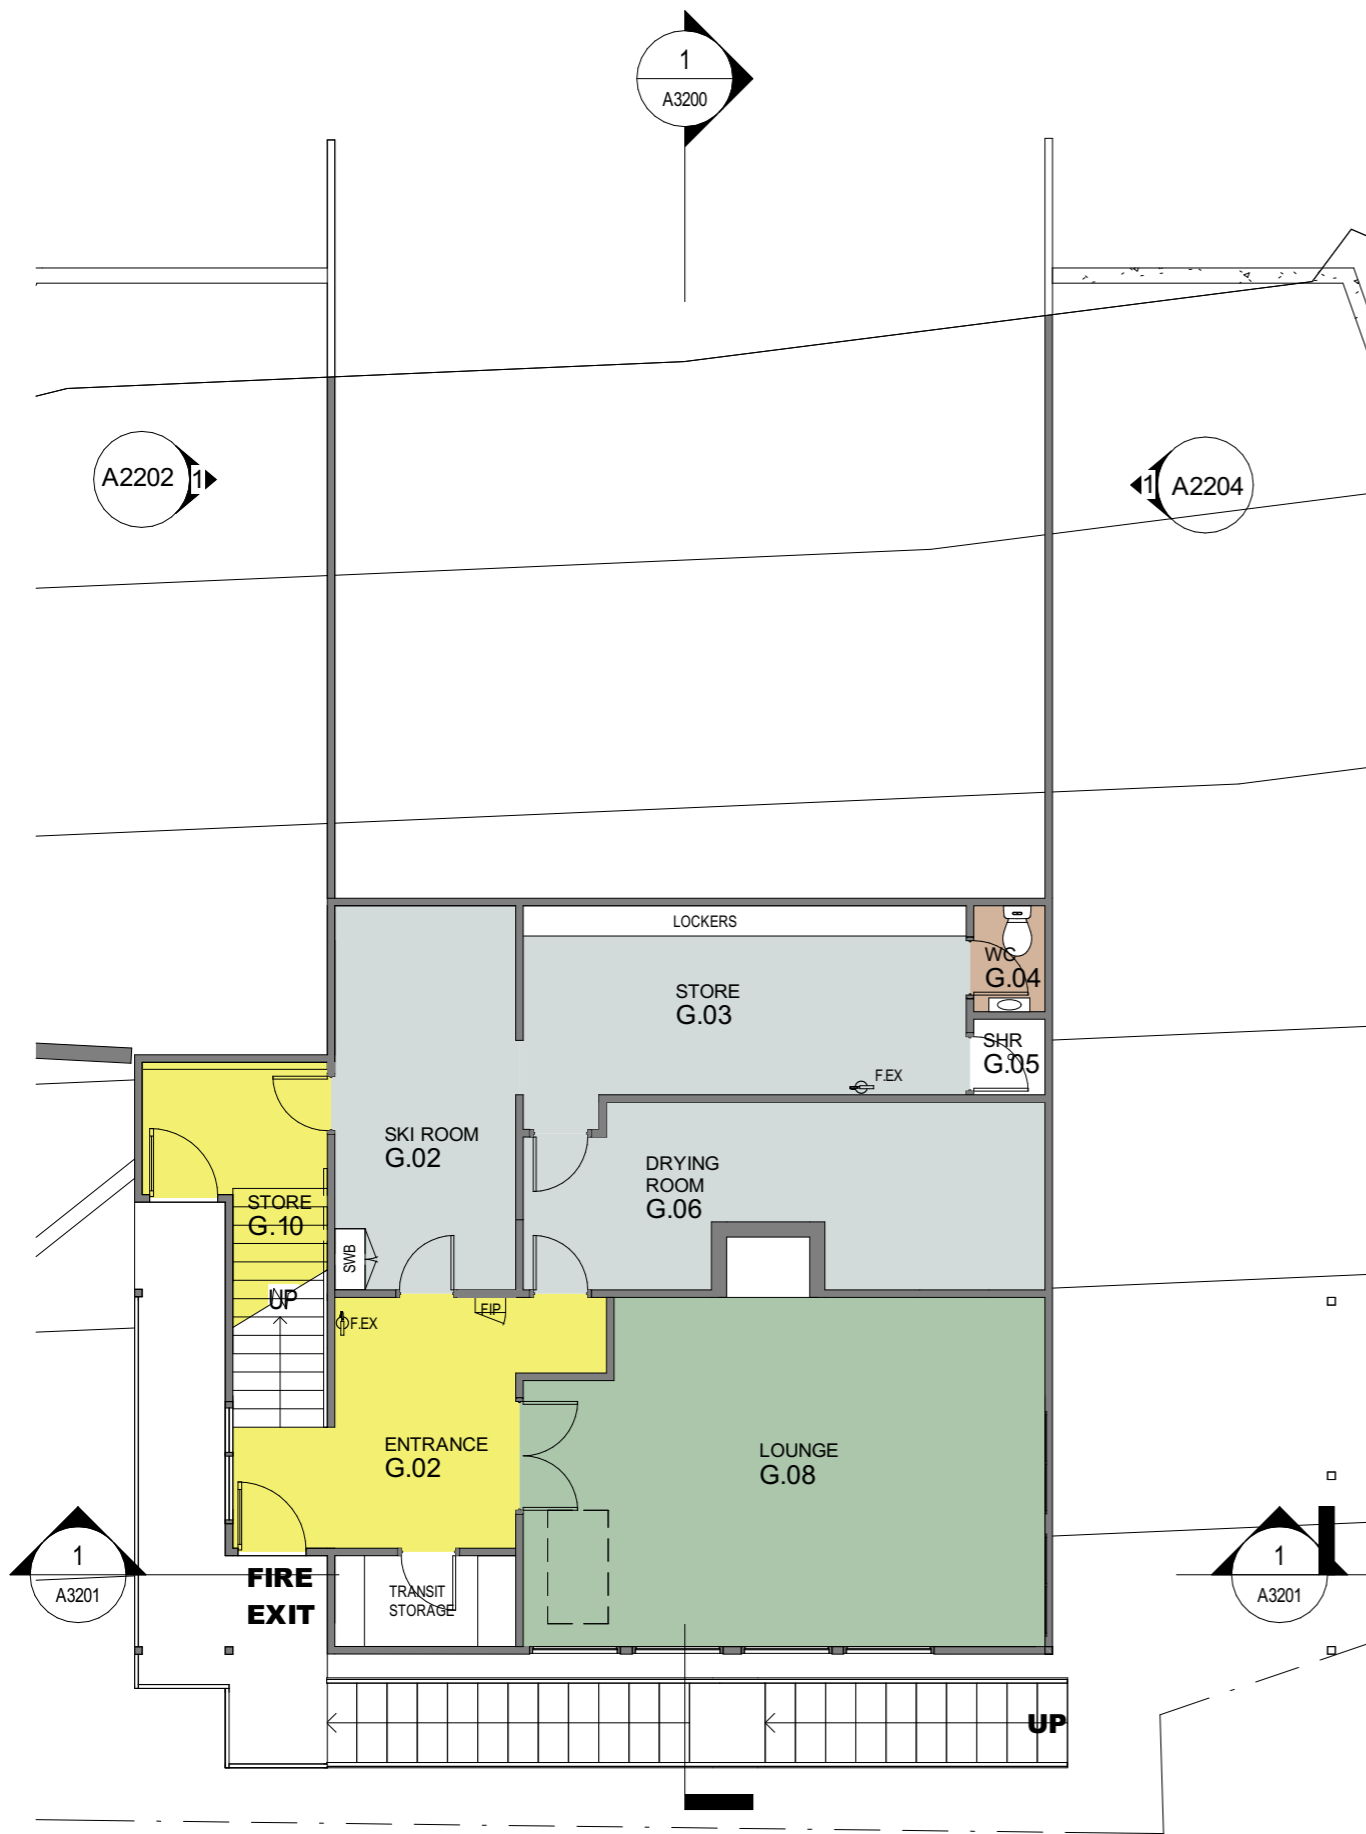 1
A3200
A2202
1
1
A2204
LOCKERS
WC
G.04
STORE
G.03
SHR
G.05
F.EX
SKI ROOM
G.02
DRYING
ROOM
G.06
STORE
G.10
SWB
UP
F.EX
FIP
ENTRANCE
G.02
LOUNGE
G.08
1
A3201
FIRE
EXIT
TRANSIT
STORAGE
1
A3201
UP